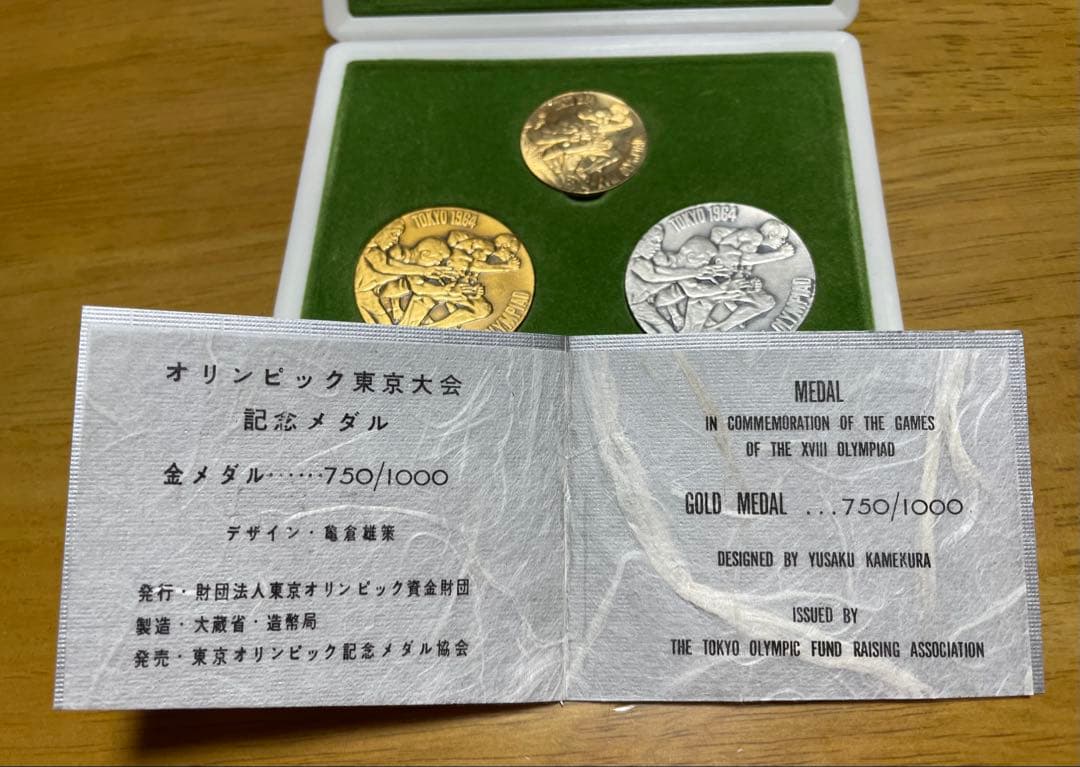 TOKYO 1964
OLYMPIAD
TOKYO 1964
OLYMPIAD
オリンピック東京大会
記念メダル
金メダル······750/1000
デザイン・亀倉雄策
発行・財団法人東京オリンピック資金財団
製造・大蔵省・造幣局
発売・東京オリンピック記念メダル協会
MEDAL
IN COMMEMORATION OF THE GAMES
OF THE XVIII OLYMPIAD
GOLD MEDAL ...750/1000
DESIGNED BY YUSAKU KAMEKURA
ISSUED BY
THE TOKYO OLYMPIC FUND RAISING ASSOCIATION